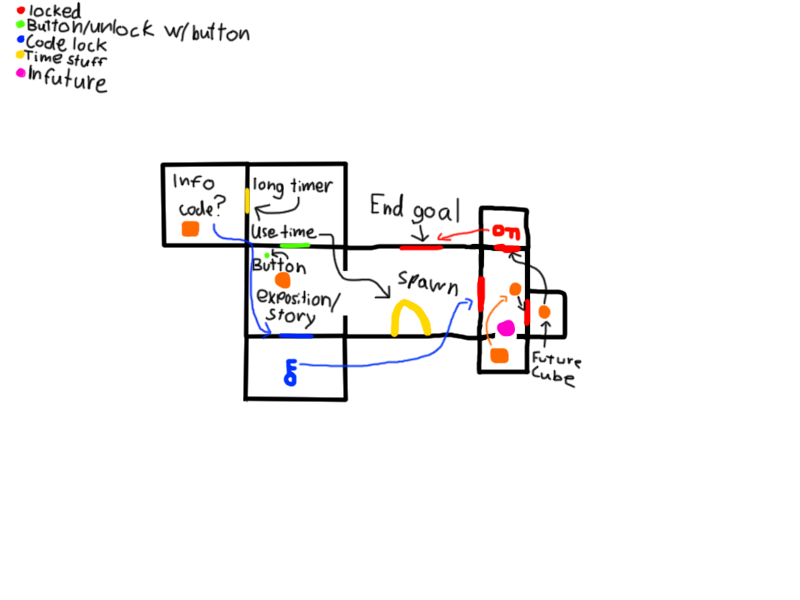 locked
Button/unlock w/button
Code lock
Time stuff
Infuture
Info
code?
long timer
Use time
End goal
Button
exposition/
story
Spawn
Future
Cube